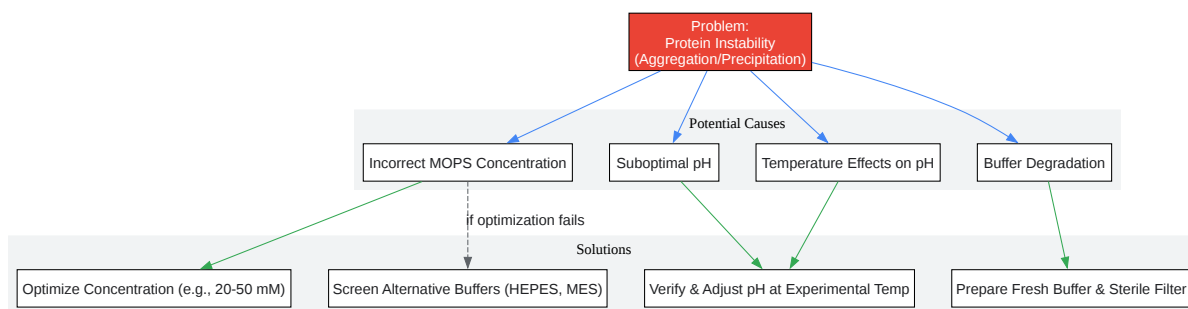 Problem:
Protein Instability
(Aggregation/Precipitation)
Potential Causes
Incorrect MOPS Concentration
Suboptimal pH
Temperature Effects on pH
Buffer Degradation
if optimization fails
Solutions
Optimize Concentration (e.g., 20-50 mM)
Screen Alternative Buffers (HEPES, MES)
Verify & Adjust pH at Experimental Temp
Prepare Fresh Buffer & Sterile Filter